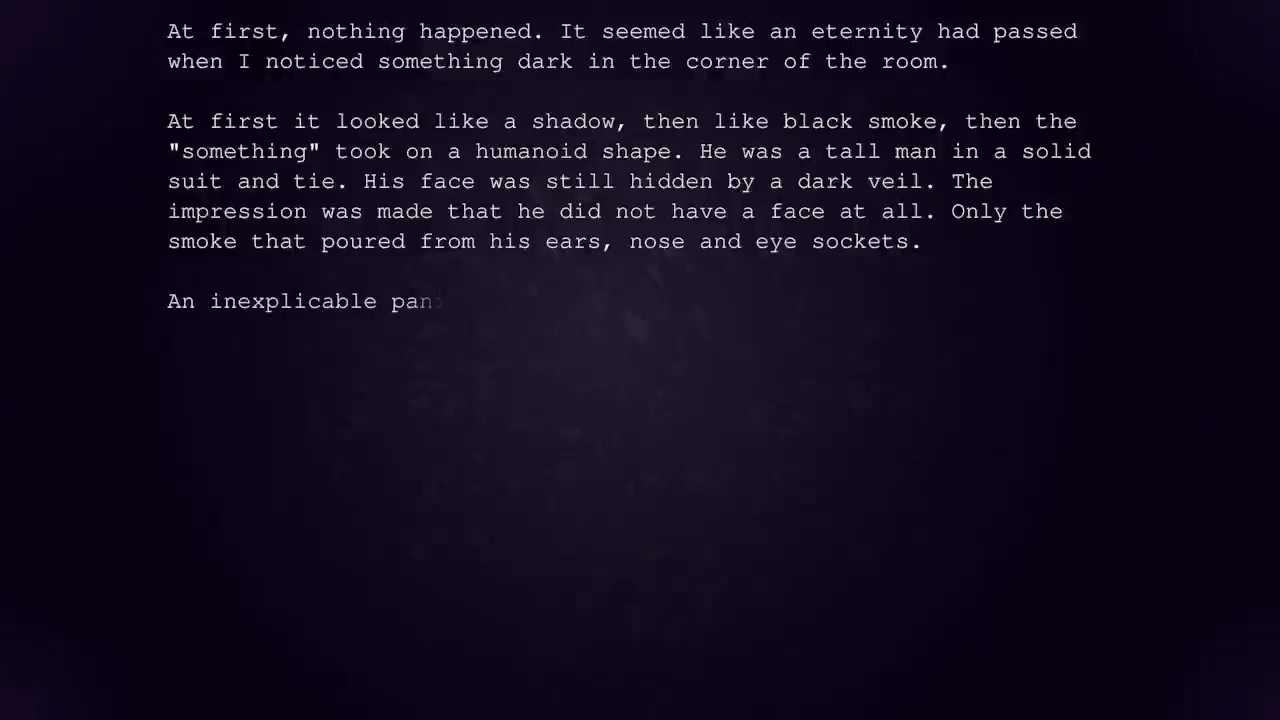 At first, nothing happened. It seemed like an eternity had passed
when I noticed something dark in the corner of the room.
At first it looked like a shadow, then like black smoke, then the
"something" took on a humanoid shape. He was a tall man in a solid
suit and tie. His face was still hidden by a dark veil. The
impression was made that he did not have a face at all. Only the
smoke that poured from his ears, nose and eye sockets.
An inexplicable pani